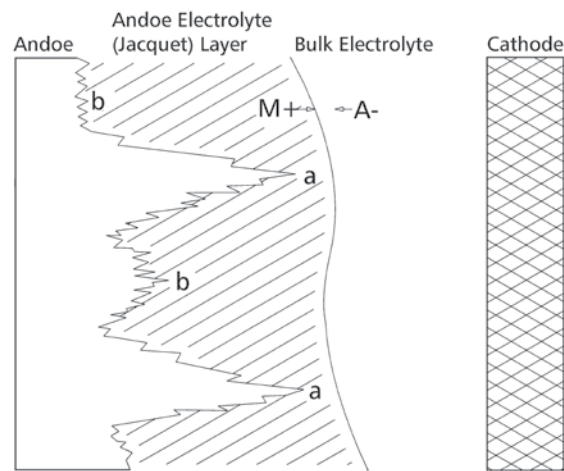 Andoe
Andoe Electrolyte
(Jacquet) Layer
Bulk Electrolyte
Cathode
b
M+
A-
a
b
a